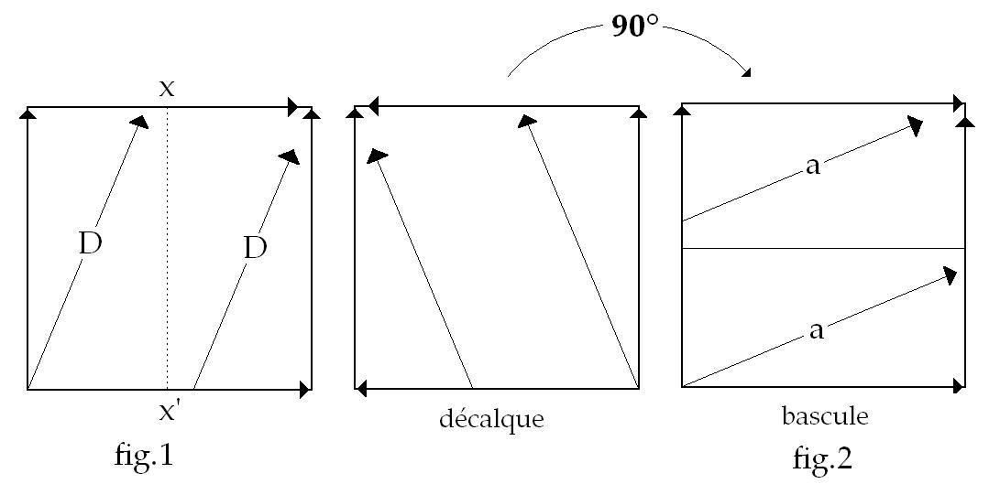 90°
x
D
D
x'
a
a
décalque
bascule
fig.1
fig.2